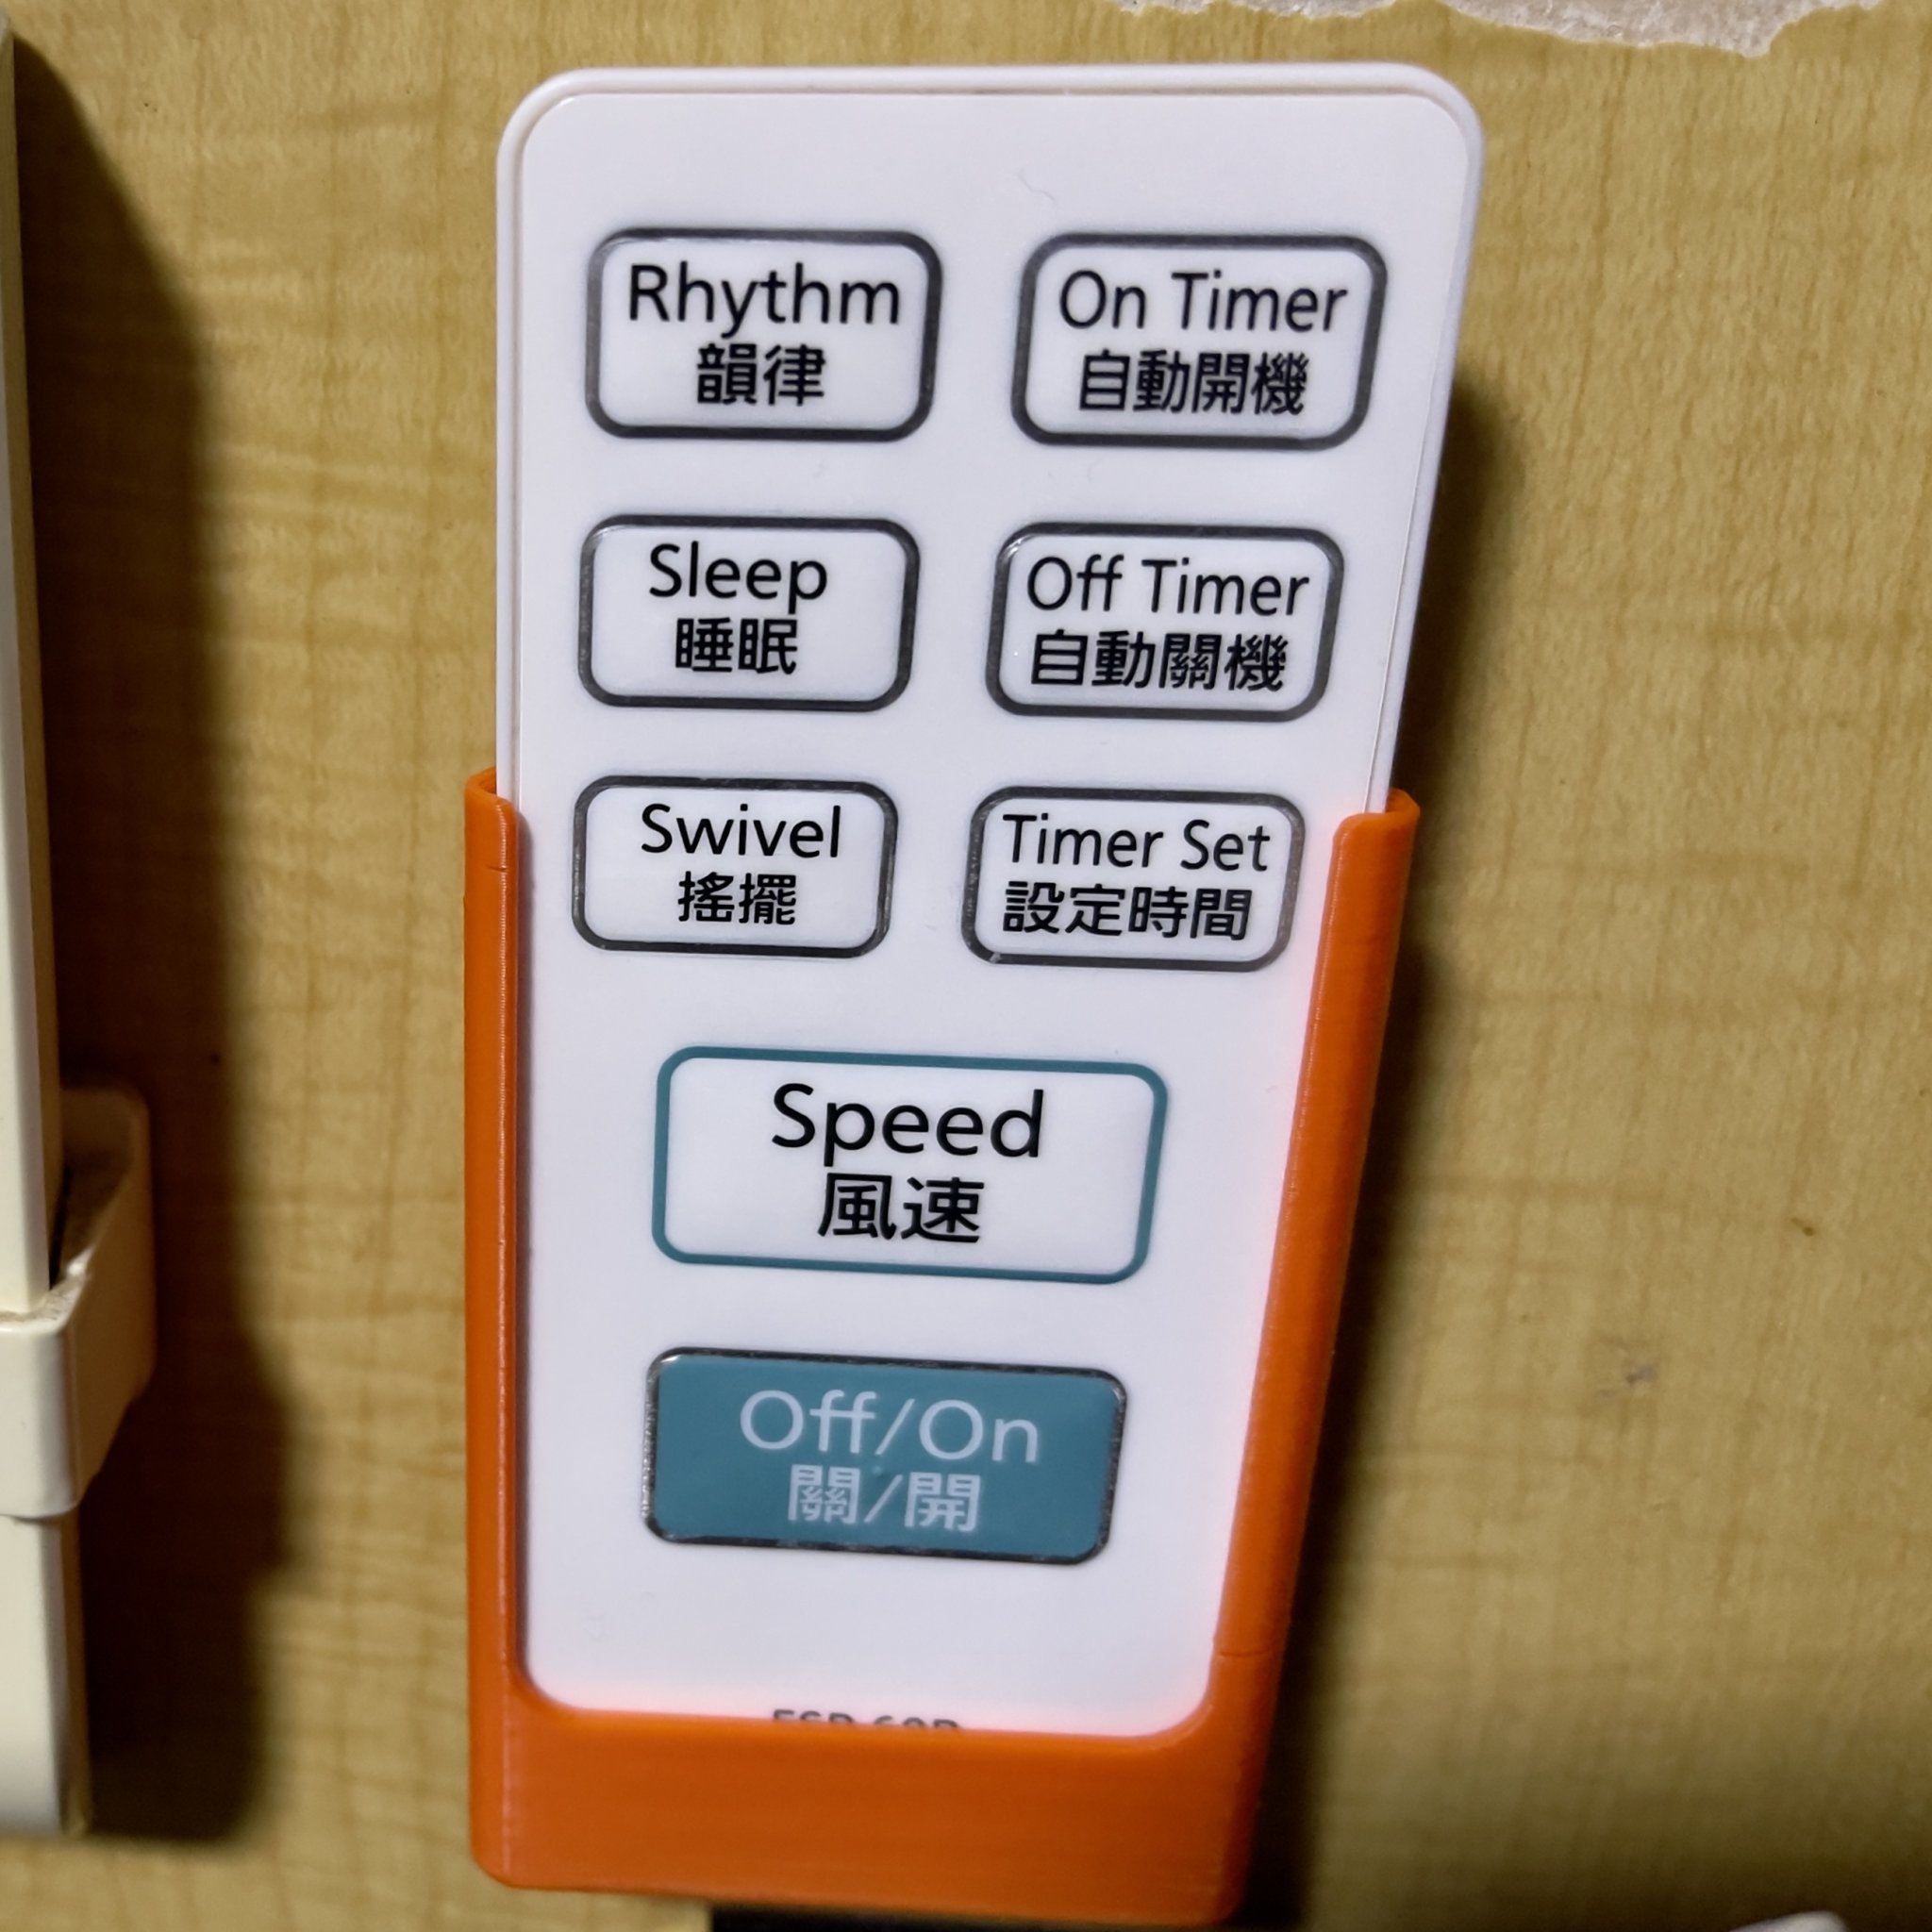 Rhythm
韻律
On Timer
自動開機
Sleep
睡眠
Off Timer
自動關機
Swivel
搖擺
Timer Set
設定時間
Speed
風速
Off/On
關/開